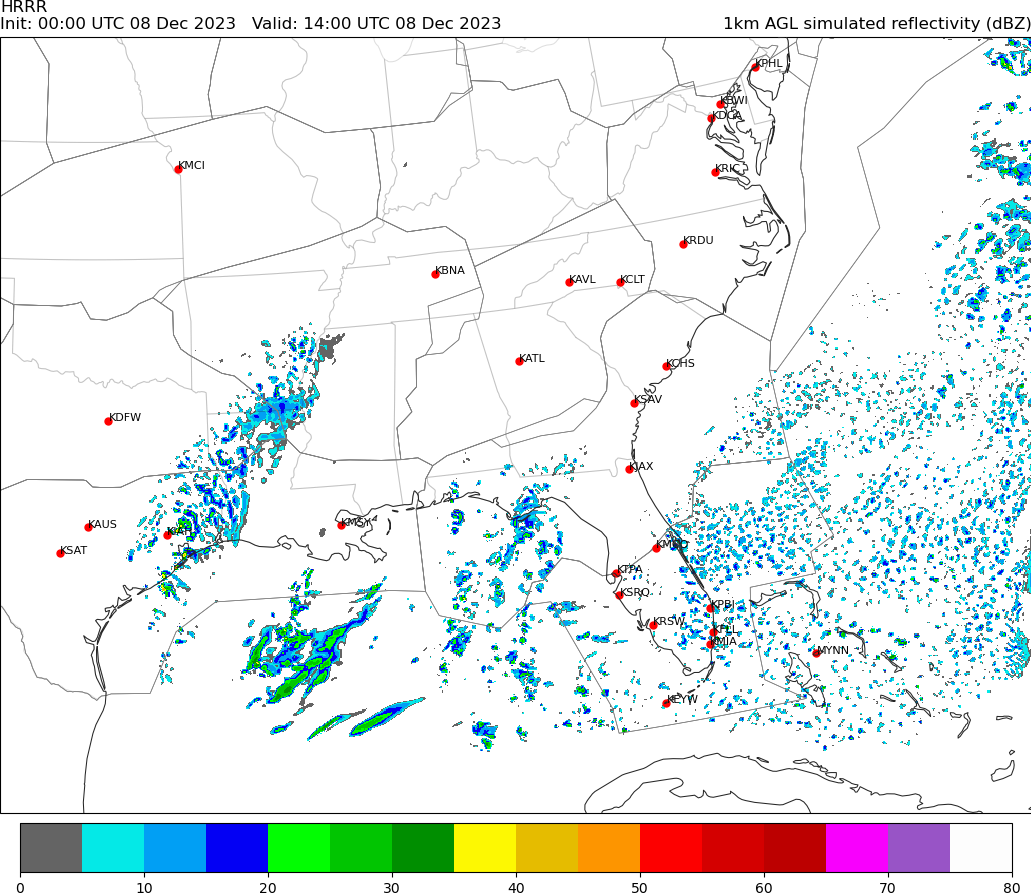 HRRR
Init: 00:00 UTC 08 Dec 2023   Valid: 14:00 UTC 08 Dec 2023   1km AGL simulated reflectivity (dBZ)
KPHL
KBWI
KDCA
KMCI
KRIC
KRDU
KBNA
KAVL
KCLT
KATL
KCHS
KSAV
KDFW
KJAX
KAUS
KMSY
KIAH
KSAT
KMCO
KTPA
KSRQ
KPBI
KRSW
KFLL
KMIA
MYNN
KEYW
0 10 20 30 40 50 60 70 80